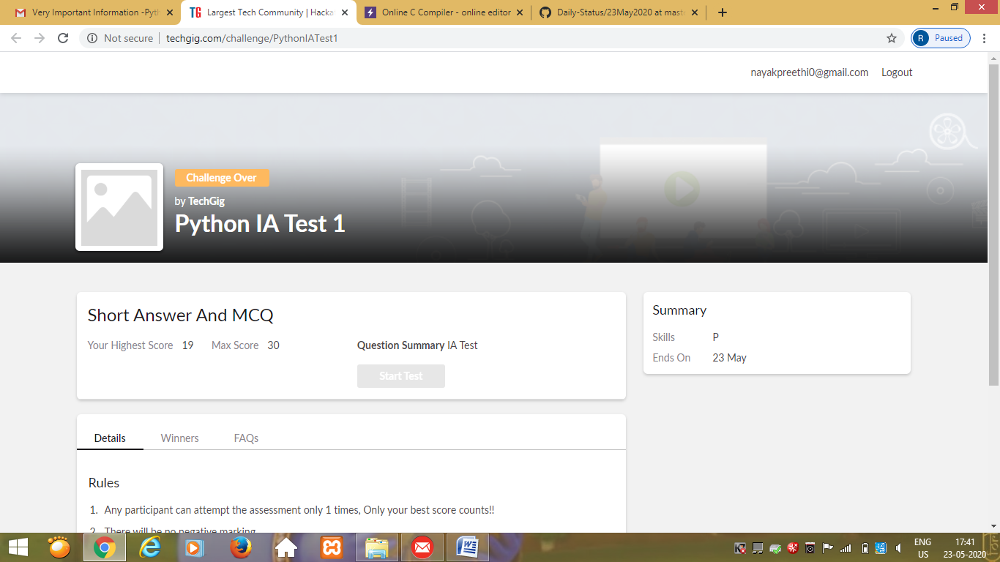 Very Important Information -Pyth
TG Largest Tech Community | Hacka
Online C Compiler - online editor
Daily-Status/23May2020 at mast
Not secure techgig.com/challenge/PythonIATest1
R Paused
nayakpreethi0@gmail.com Logout
Challenge Over
by TechGig
Python IA Test 1
Short Answer And MCQ
Your Highest Score 19 Max Score 30 Question Summary IA Test
Start Test
Summary
Skills P
Ends On 23 May
Details Winners FAQs
Rules
1. Any participant can attempt the assessment only 1 times, Only your best score counts!!
2. There will be no negative marking
ENG 17:41
US 23-05-2020